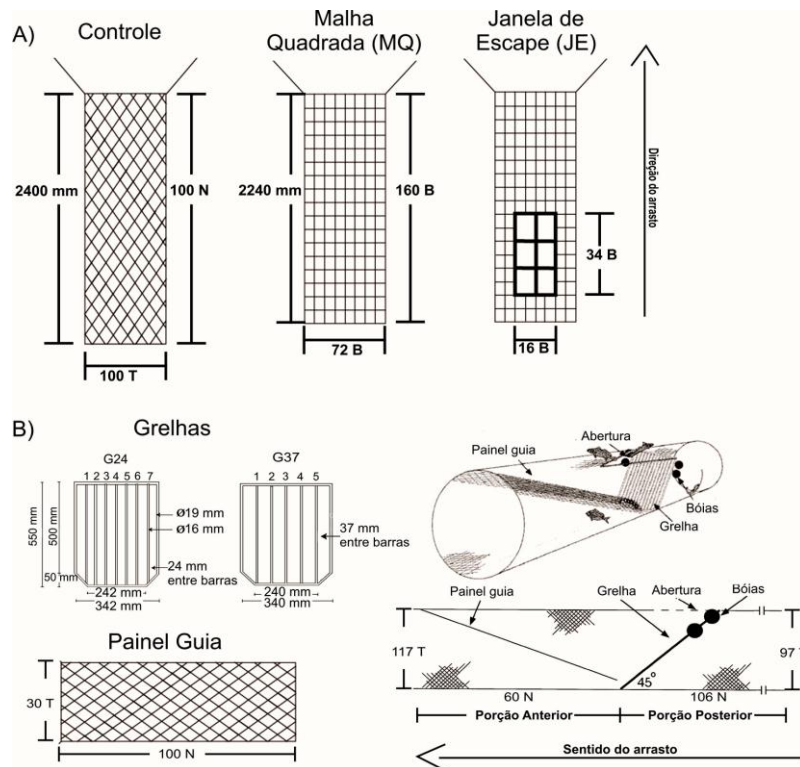 A)
Controle
2400 mm
100 N
100 T
Malha
Quadrada (MQ)
2240 mm
160 B
72 B
Janela de
Escape (JE)
34 B
16 B
Direção do arrasto
B)
Grelhas
G24
1 2 3 4 5 6 7
550 mm
500 mm
50 mm
ø19 mm
ø16 mm
24 mm
entre barras
242 mm
342 mm
G37
1 2 3 4 5
37 mm
entre barras
240 mm
340 mm
Painel Guia
30 T
100 N
Painel guia
Abertura
Bóias
Grelha
Painel guia
Grelha
Abertura
Bóias
117 T
97 T
45°
60 N
106 N
Porção Anterior
Porção Posterior
Sentido do arrasto